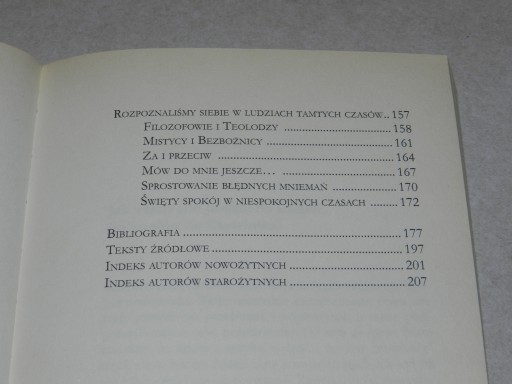 Rozpoznaliśmy siebie w ludziach tamtych czasów.. 157
Filozofowie i Teolodzy .............................. 158
Mistycy i Bezbożnicy ................................ 161
Za i przeciw .......................................... 164
Mów do mnie jeszcze… ............................ 167
Sprostowanie błędnych mniemań ............... 170
Święty spokój w niespokojnych czasach ........ 172
Bibliografia ............................................. 177
Teksty źródłowe ....................................... 197
Indeks autorów nowożytnych ........................ 201
Indeks autorów starożytnych ........................ 207